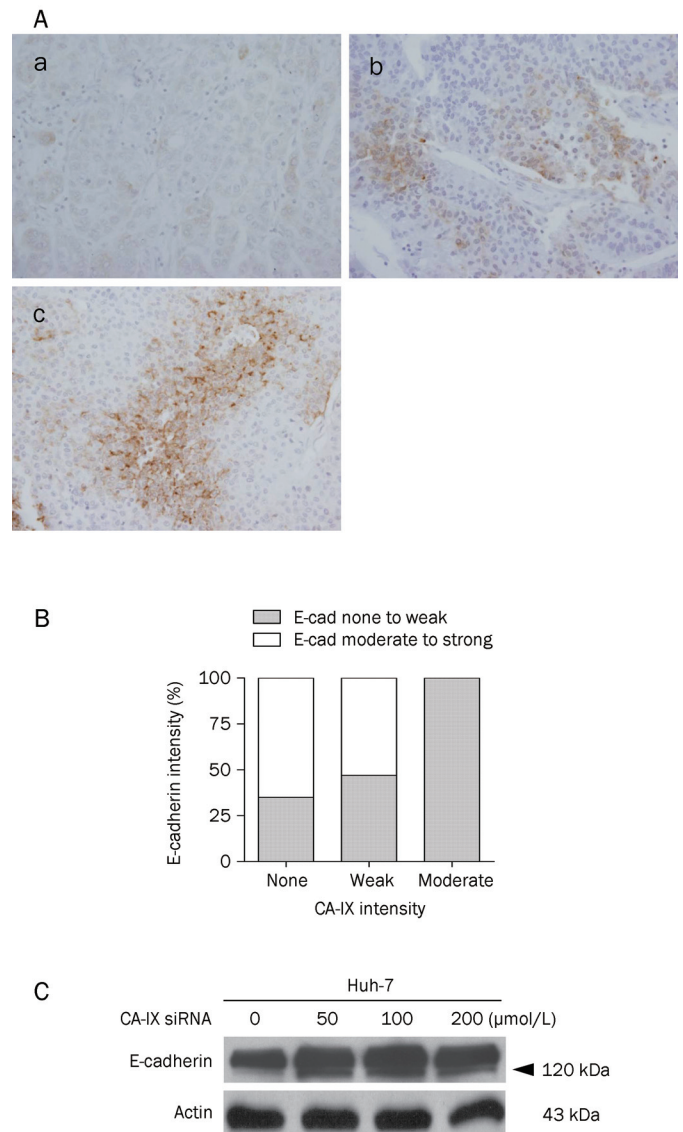 A
a
b
c
B
E-cad none to weak
E-cad moderate to strong
E-cadherin intensity (%)
100
75
50
25
0
None Weak Moderate
CA-IX intensity
C
Huh-7
CA-IX siRNA 0 50 100 200 (μmol/L)
E-cadherin
120 kDa
Actin
43 kDa